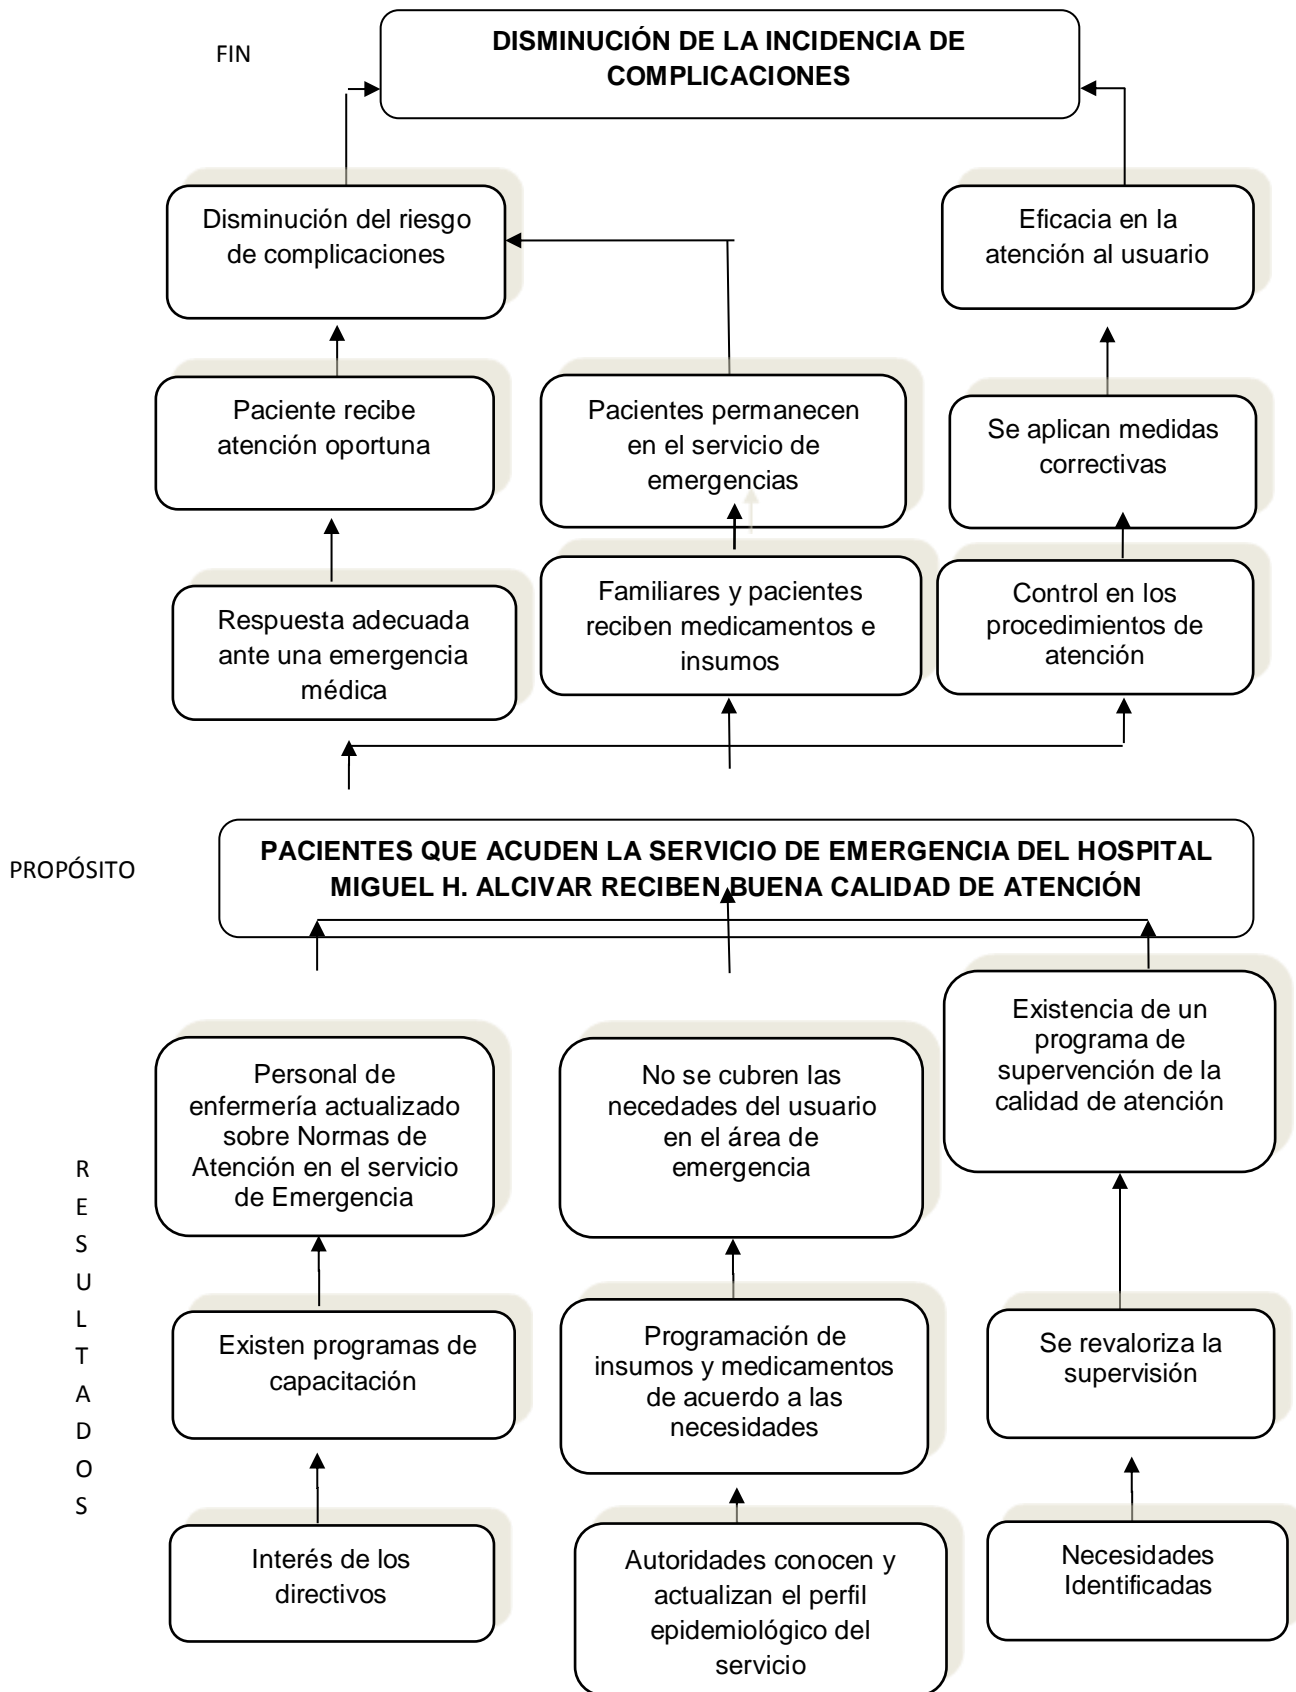 FIN
DISMINUCIÓN DE LA INCIDENCIA DE
COMPLICACIONES
Disminución del riesgo
de complicaciones
Eficacia en la
atención al usuario
Paciente recibe
atención oportuna
Pacientes permanecen
en el servicio de
emergencias
Se aplican medidas
correctivas
Respuesta adecuada
ante una emergencia
médica
Familiares y pacientes
reciben medicamentos e
insumos
Control en los
procedimientos de
atención
PROPÓSITO
PACIENTES QUE ACUDEN LA SERVICIO DE EMERGENCIA DEL HOSPITAL
MIGUEL H. ALCIVAR RECIBEN BUENA CALIDAD DE ATENCIÓN
R
E
S
U
L
T
A
D
O
S
Personal de
enfermería actualizado
sobre Normas de
Atención en el servicio
de Emergencia
No se cubren las
necedades del usuario
en el área de
emergencia
Existencia de un
programa de
supervención de la
calidad de atención
Existen programas de
capacitación
Programación de
insumos y medicamentos
de acuerdo a las
necesidades
Se revaloriza la
supervisión
Interés de los
directivos
Autoridades conocen y
actualizan el perfil
epidemiológico del
servicio
Necesidades
Identificadas